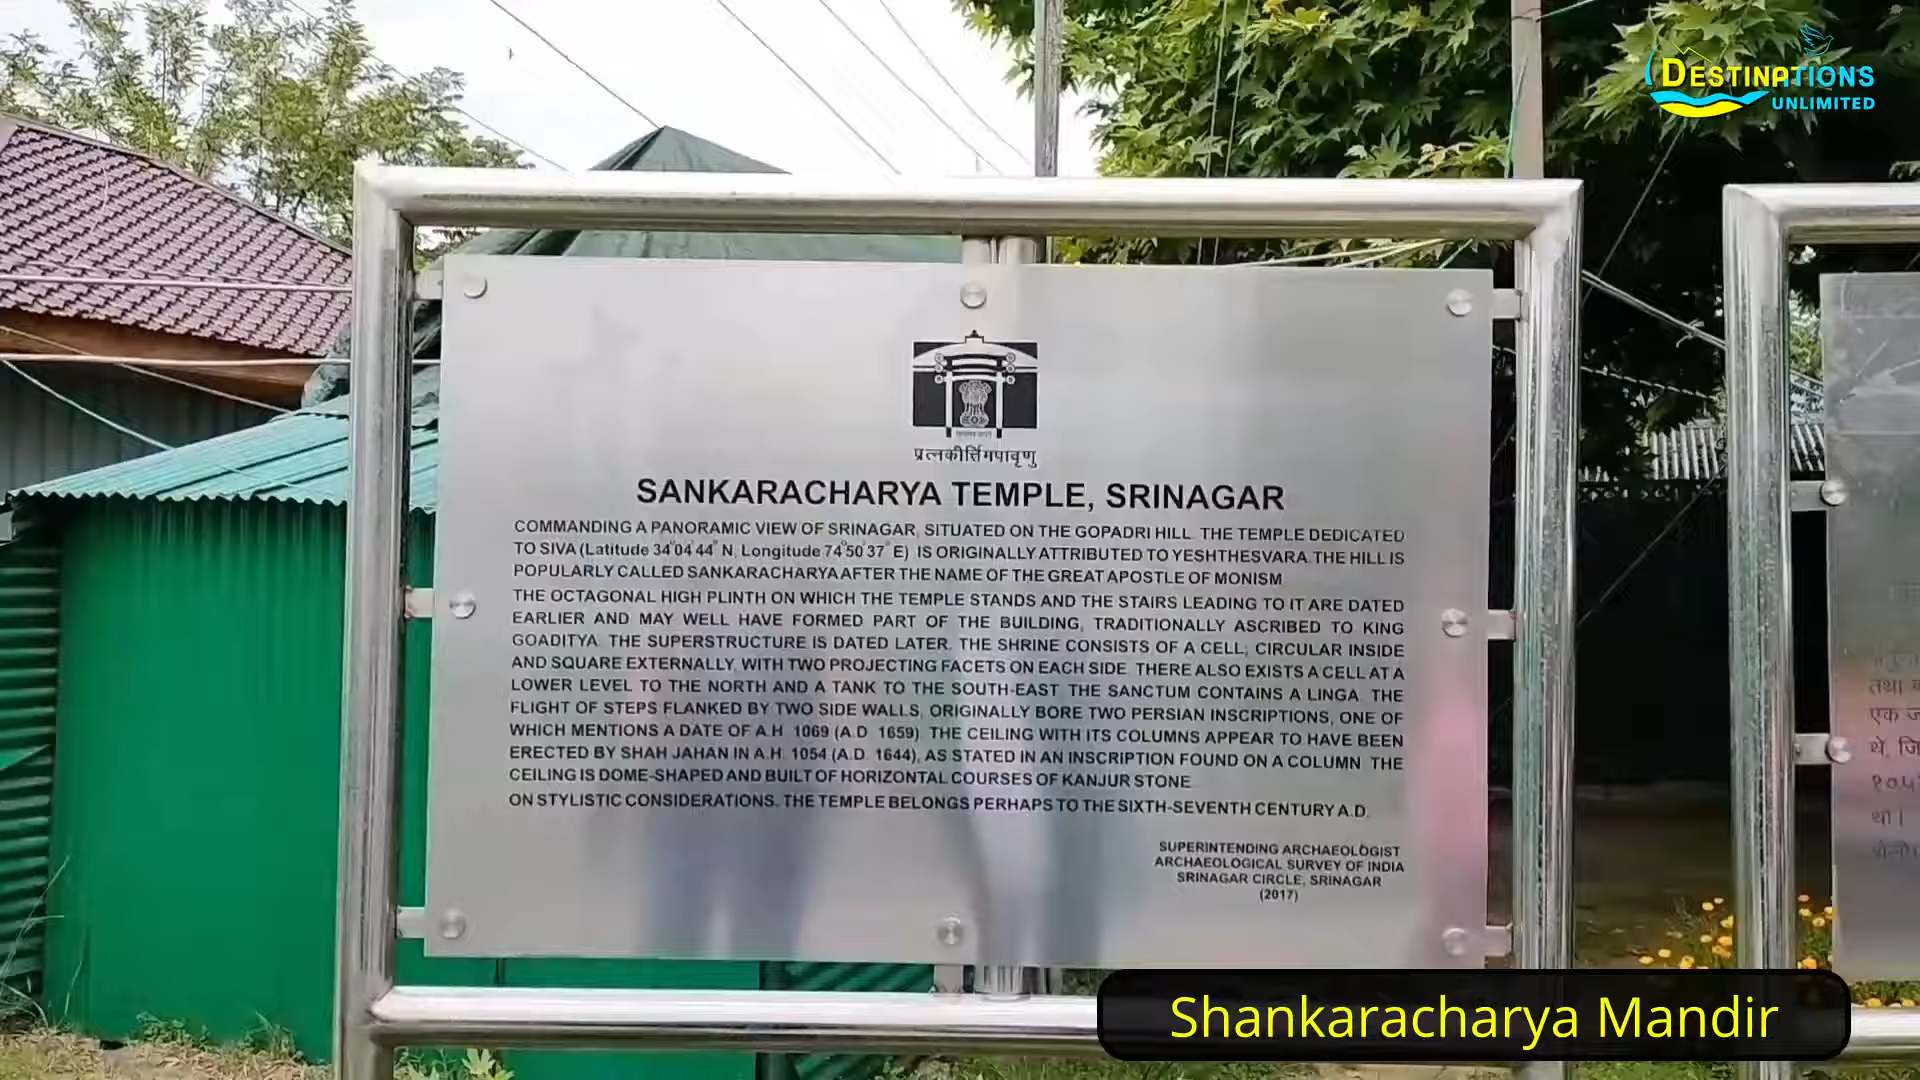 DESTINATIONS
UNLIMITED
प्रत्नकीर्त्तिमपावृणु
SANKARACHARYA TEMPLE, SRINAGAR
COMMANDING A PANORAMIC VIEW OF SRINAGAR, SITUATED ON THE GOPADRI HILL. THE TEMPLE DEDICATED
TO SIVA (Latitude 34°04'44" N, Longitude 74°50'37" E) IS ORIGINALLY ATTRIBUTED TO YESHTHESVARA. THE HILL IS
POPULARLY CALLED SANKARACHARYA AFTER THE NAME OF THE GREAT APOSTLE OF MONISM
THE OCTAGONAL HIGH PLINTH ON WHICH THE TEMPLE STANDS AND THE STAIRS LEADING TO IT ARE DATED
EARLIER AND MAY WELL HAVE FORMED PART OF THE BUILDING, TRADITIONALLY ASCRIBED TO KING
GOADITYA. THE SUPERSTRUCTURE IS DATED LATER. THE SHRINE CONSISTS OF A CELL; CIRCULAR INSIDE
AND SQUARE EXTERNALLY, WITH TWO PROJECTING FACETS ON EACH SIDE. THERE ALSO EXISTS A CELL AT A
LOWER LEVEL TO THE NORTH AND A TANK TO THE SOUTH-EAST. THE SANCTUM CONTAINS A LINGA. THE
FLIGHT OF STEPS FLANKED BY TWO SIDE WALLS, ORIGINALLY BORE TWO PERSIAN INSCRIPTIONS, ONE OF
WHICH MENTIONS A DATE OF A.H. 1069 (A.D. 1659). THE CEILING WITH ITS COLUMNS APPEAR TO HAVE BEEN
ERECTED BY SHAH JAHAN IN A.H. 1054 (A.D. 1644), AS STATED IN AN INSCRIPTION FOUND ON A COLUMN. THE
CEILING IS DOME-SHAPED AND BUILT OF HORIZONTAL COURSES OF KANJUR STONE.
ON STYLISTIC CONSIDERATIONS, THE TEMPLE BELONGS PERHAPS TO THE SIXTH-SEVENTH CENTURY A.D.
SUPERINTENDING ARCHAEOLOGIST
ARCHAEOLOGICAL SURVEY OF INDIA
SRINAGAR CIRCLE, SRINAGAR
(2017)
तथा
एक
थे,
था।
Shankaracharya Mandir